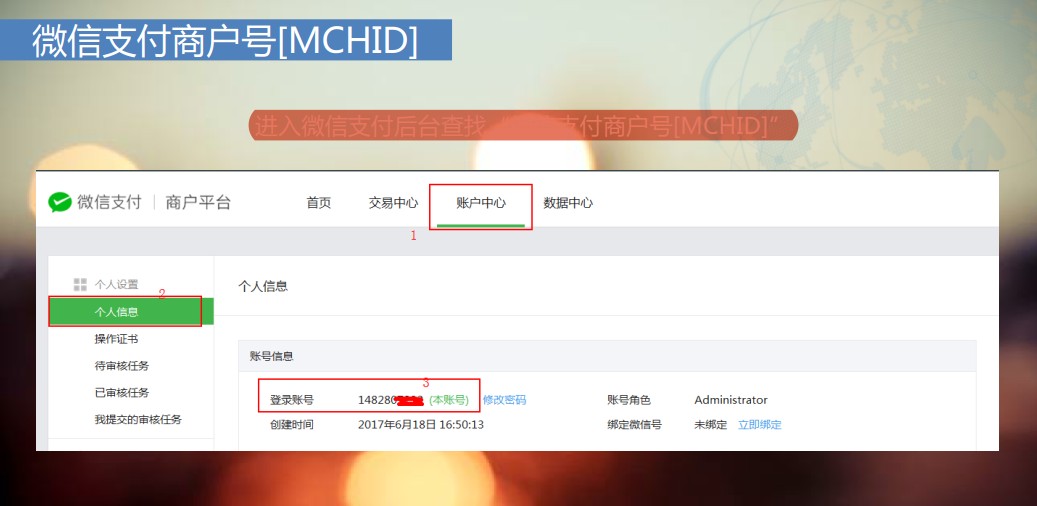 微信支付商户号[MCHID]
进入微信支付后台查找 支付商户号[MCHID]”
微信支付 | 商户平台 首页 交易中心 账户中心 数据中心
1
个人设置
2
个人信息
操作证书
待审核任务
已审核任务
我提交的审核任务
个人信息
账号信息
3
登录账号 148280 (本账号) 修改密码 账号角色 Administrator
创建时间 2017年6月18日 16:50:13 绑定微信号 未绑定 立即绑定